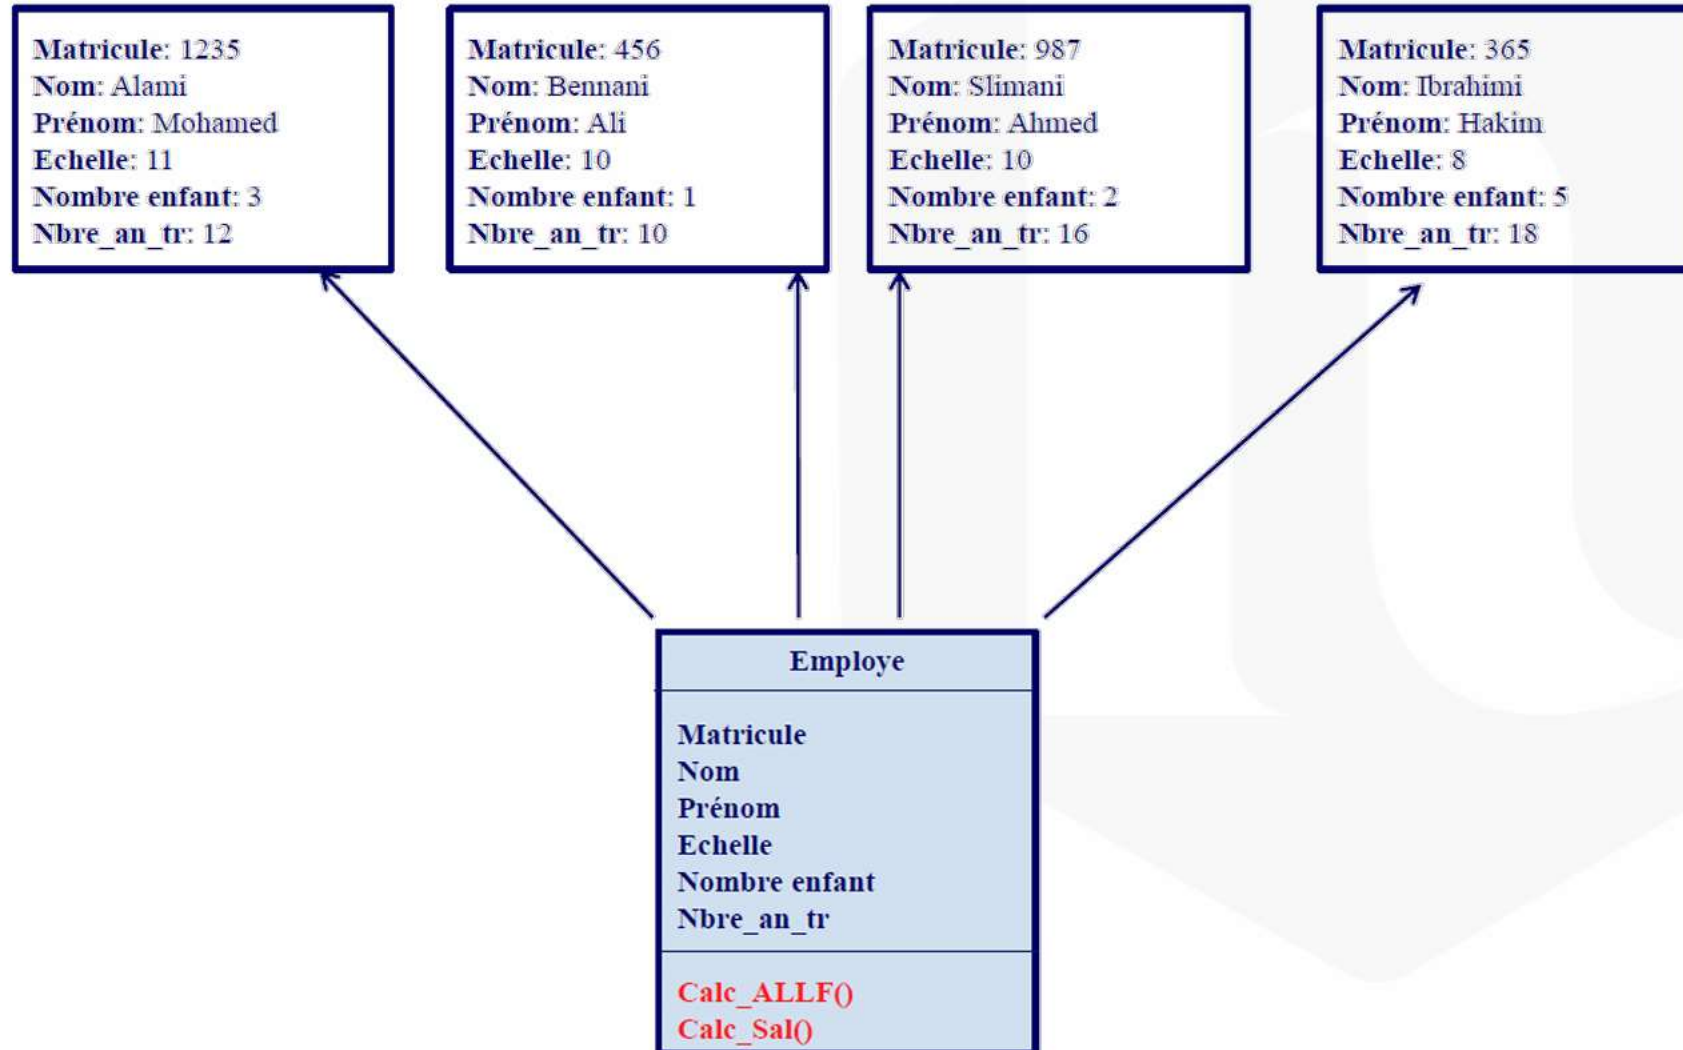 Matricule: 1235
Nom: Alami
Prénom: Mohamed
Echelle: 11
Nombre enfant: 3
Nbre_an_tr: 12
Matricule: 456
Nom: Bennani
Prénom: Ali
Echelle: 10
Nombre enfant: 1
Nbre_an_tr: 10
Matricule: 987
Nom: Slimani
Prénom: Ahmed
Echelle: 10
Nombre enfant: 2
Nbre_an_tr: 16
Matricule: 365
Nom: Ibrahimi
Prénom: Hakim
Echelle: 8
Nombre enfant: 5
Nbre_an_tr: 18
Employe
Matricule
Nom
Prénom
Echelle
Nombre enfant
Nbre_an_tr
Calc_ALLF()
Calc_Sal()